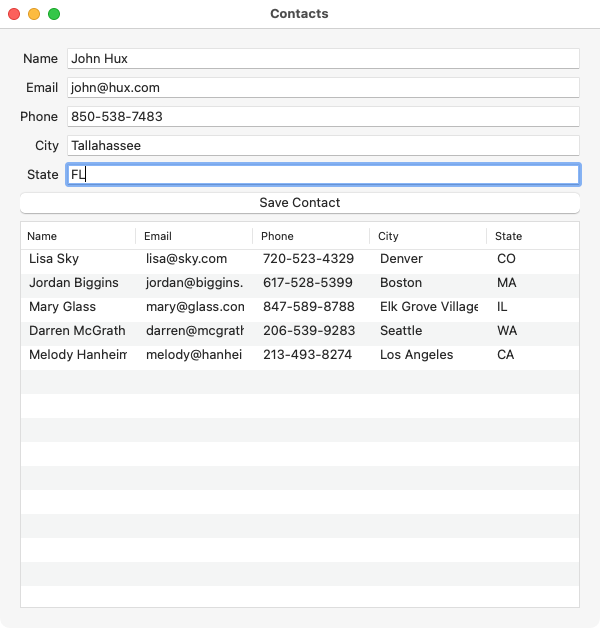 Contacts
Name John Hux
Email john@hux.com
Phone 850-538-7483
City Tallahassee
State FL
Save Contact
Name Email Phone City State
Lisa Sky lisa@sky.com 720-523-4329 Denver CO
Jordan Biggins jordan@biggins. 617-528-5399 Boston MA
Mary Glass mary@glass.con 847-589-8788 Elk Grove Village IL
Darren McGrath darren@mcgrath 206-539-9283 Seattle WA
Melody Hanheim melody@hanhei 213-493-8274 Los Angeles CA